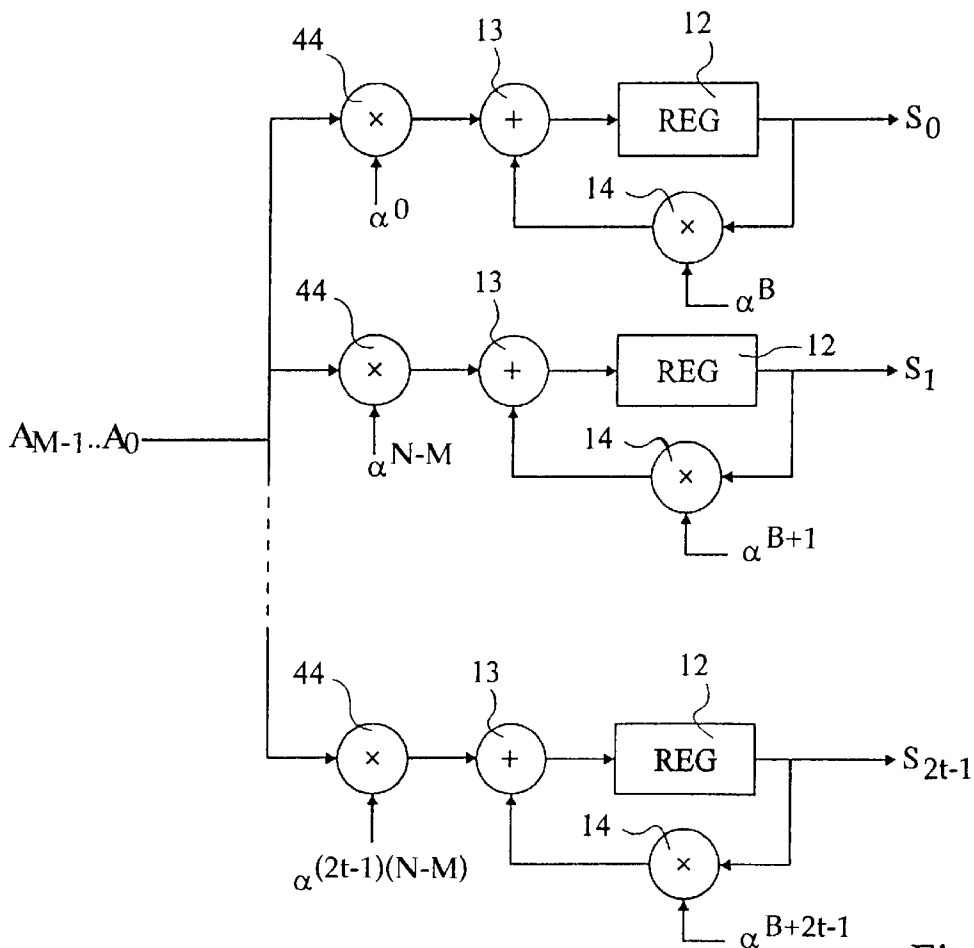 44
13
12
×
+
REG
S0
α0
14
×
αB
44
13
12
×
+
REG
S1
AM-1..A0
αN-M
14
×
αB+1
44
13
12
×
+
REG
S2t-1
α(2t-1)(N-M)
14
×
αB+2t-1